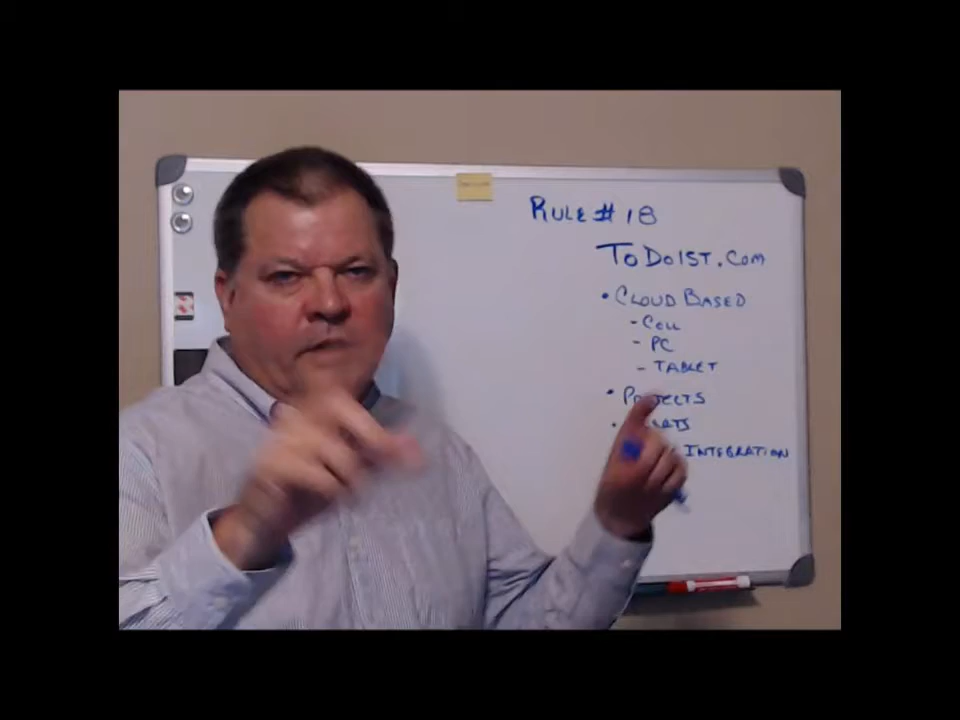 RULE # 18
TODOIST.COM
• CLOUD BASED
- CELL
- PC
- TABLET
• PROJECTS
•
INTEGRATION